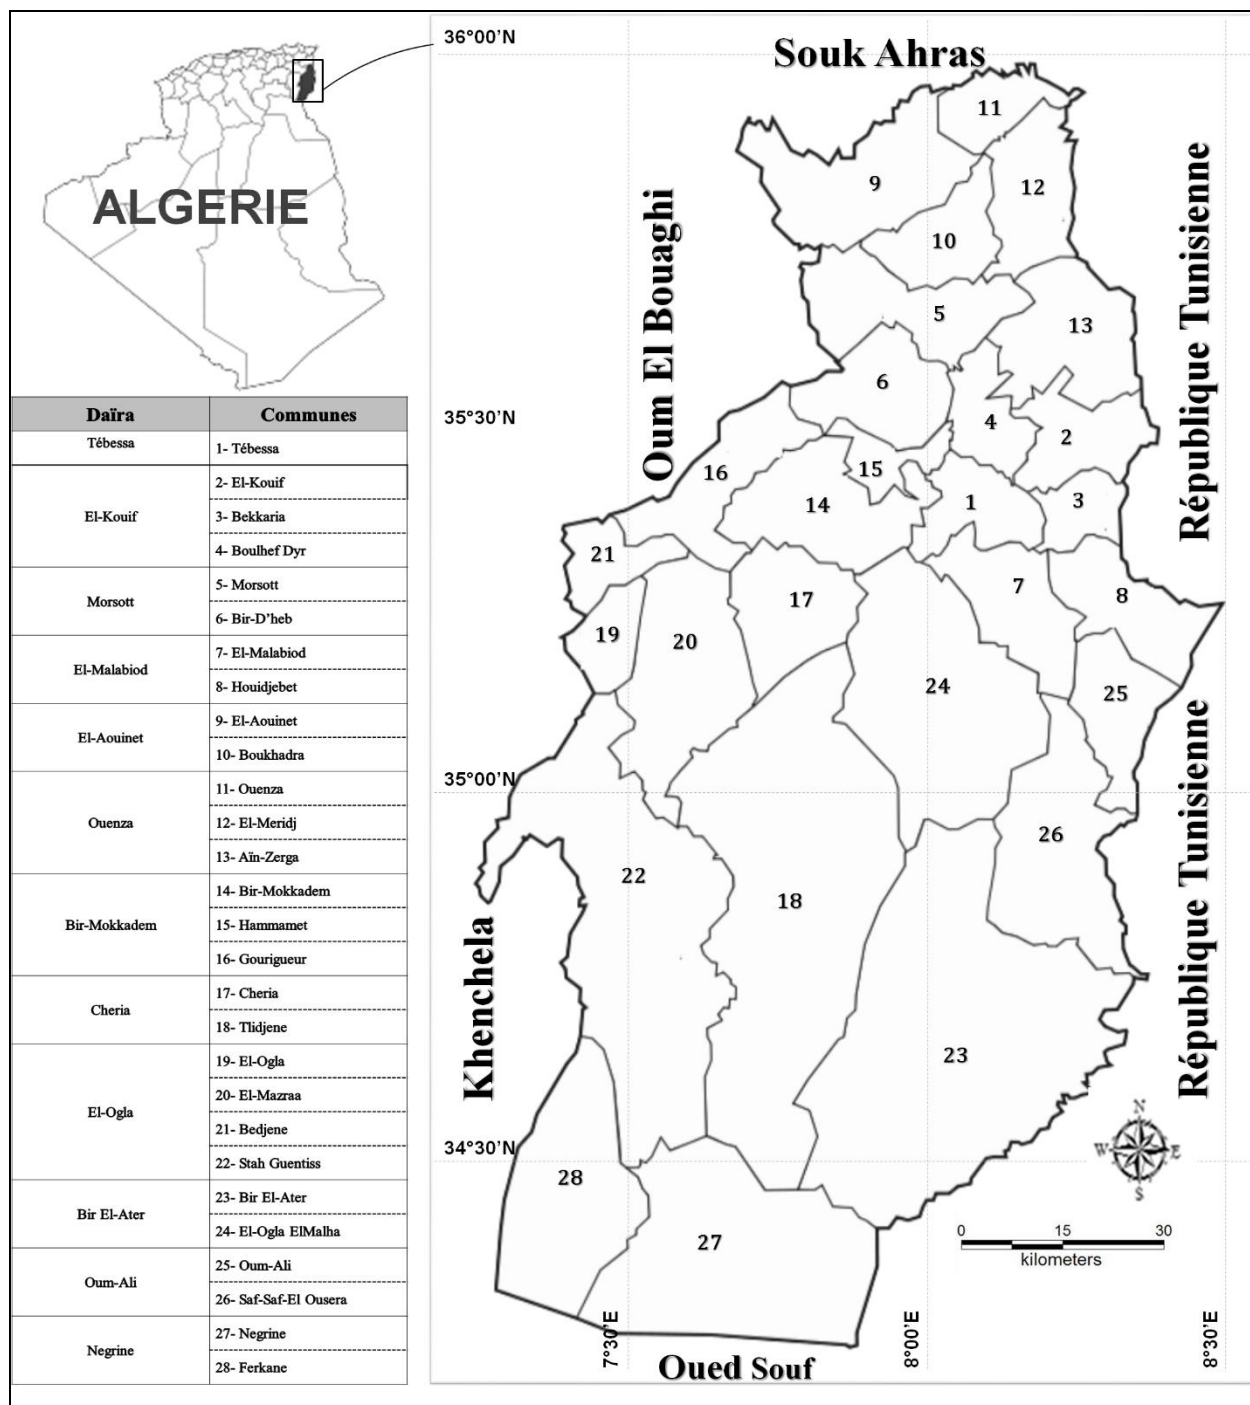 ALGERIE
Daïra Communes
Tébessa
1- Tébessa
El-Kouif
2- El-Kouif
3- Bekkaria
4- Boulhef Dyr
Morsott
5- Morsott
6- Bir-D’heb
El-Malabiod
7- El-Malabiod
8- Houidjebet
El-Aouinet
9- El-Aouinet
10- Boukhadra
Ouenza
11- Ouenza
12- El-Meridj
13- Aïn-Zerga
Bir-Mokkadem
14- Bir-Mokkadem
15- Hammamet
16- Gourigueur
Cheria
17- Cheria
18- Tlidjene
El-Ogla
19- El-Ogla
20- El-Mazraa
21- Bedjene
22- Stah Guentiss
Bir El-Ater
23- Bir El-Ater
24- El-Ogla ElMalha
Oum-Ali
25- Oum-Ali
26- Saf-Saf-El Ousera
Negrine
27- Negrine
28- Ferkane
36°00’N
Souk Ahras
11
9
12
10
Oum El Bouaghi
République Tunisienne
5
13
6
35°30’N
4
2
16
15
14
1
3
21
7
17
8
19
20
24
25
35°00’N
République Tunisienne
26
22
18
Khenchela
23
34°30’N
28
27
N
W E
S
0 15 30
kilometers
7°30’E
8°00’E
8°30’E
Oued Souf